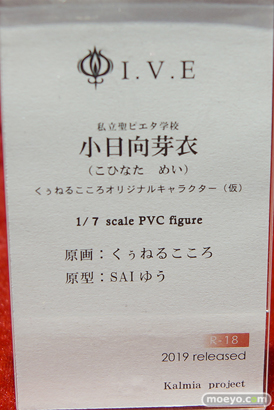 I.V.E
私立聖ピエタ学校
小日向芽衣
（こひなた　めい）
くぅねるこころオリジナルキャラクター（仮）
1/7 scale PVC figure
原画：くぅねるこころ
原型：SAIゆう
R-18
2019 released
Kalmia project
moeyo.com